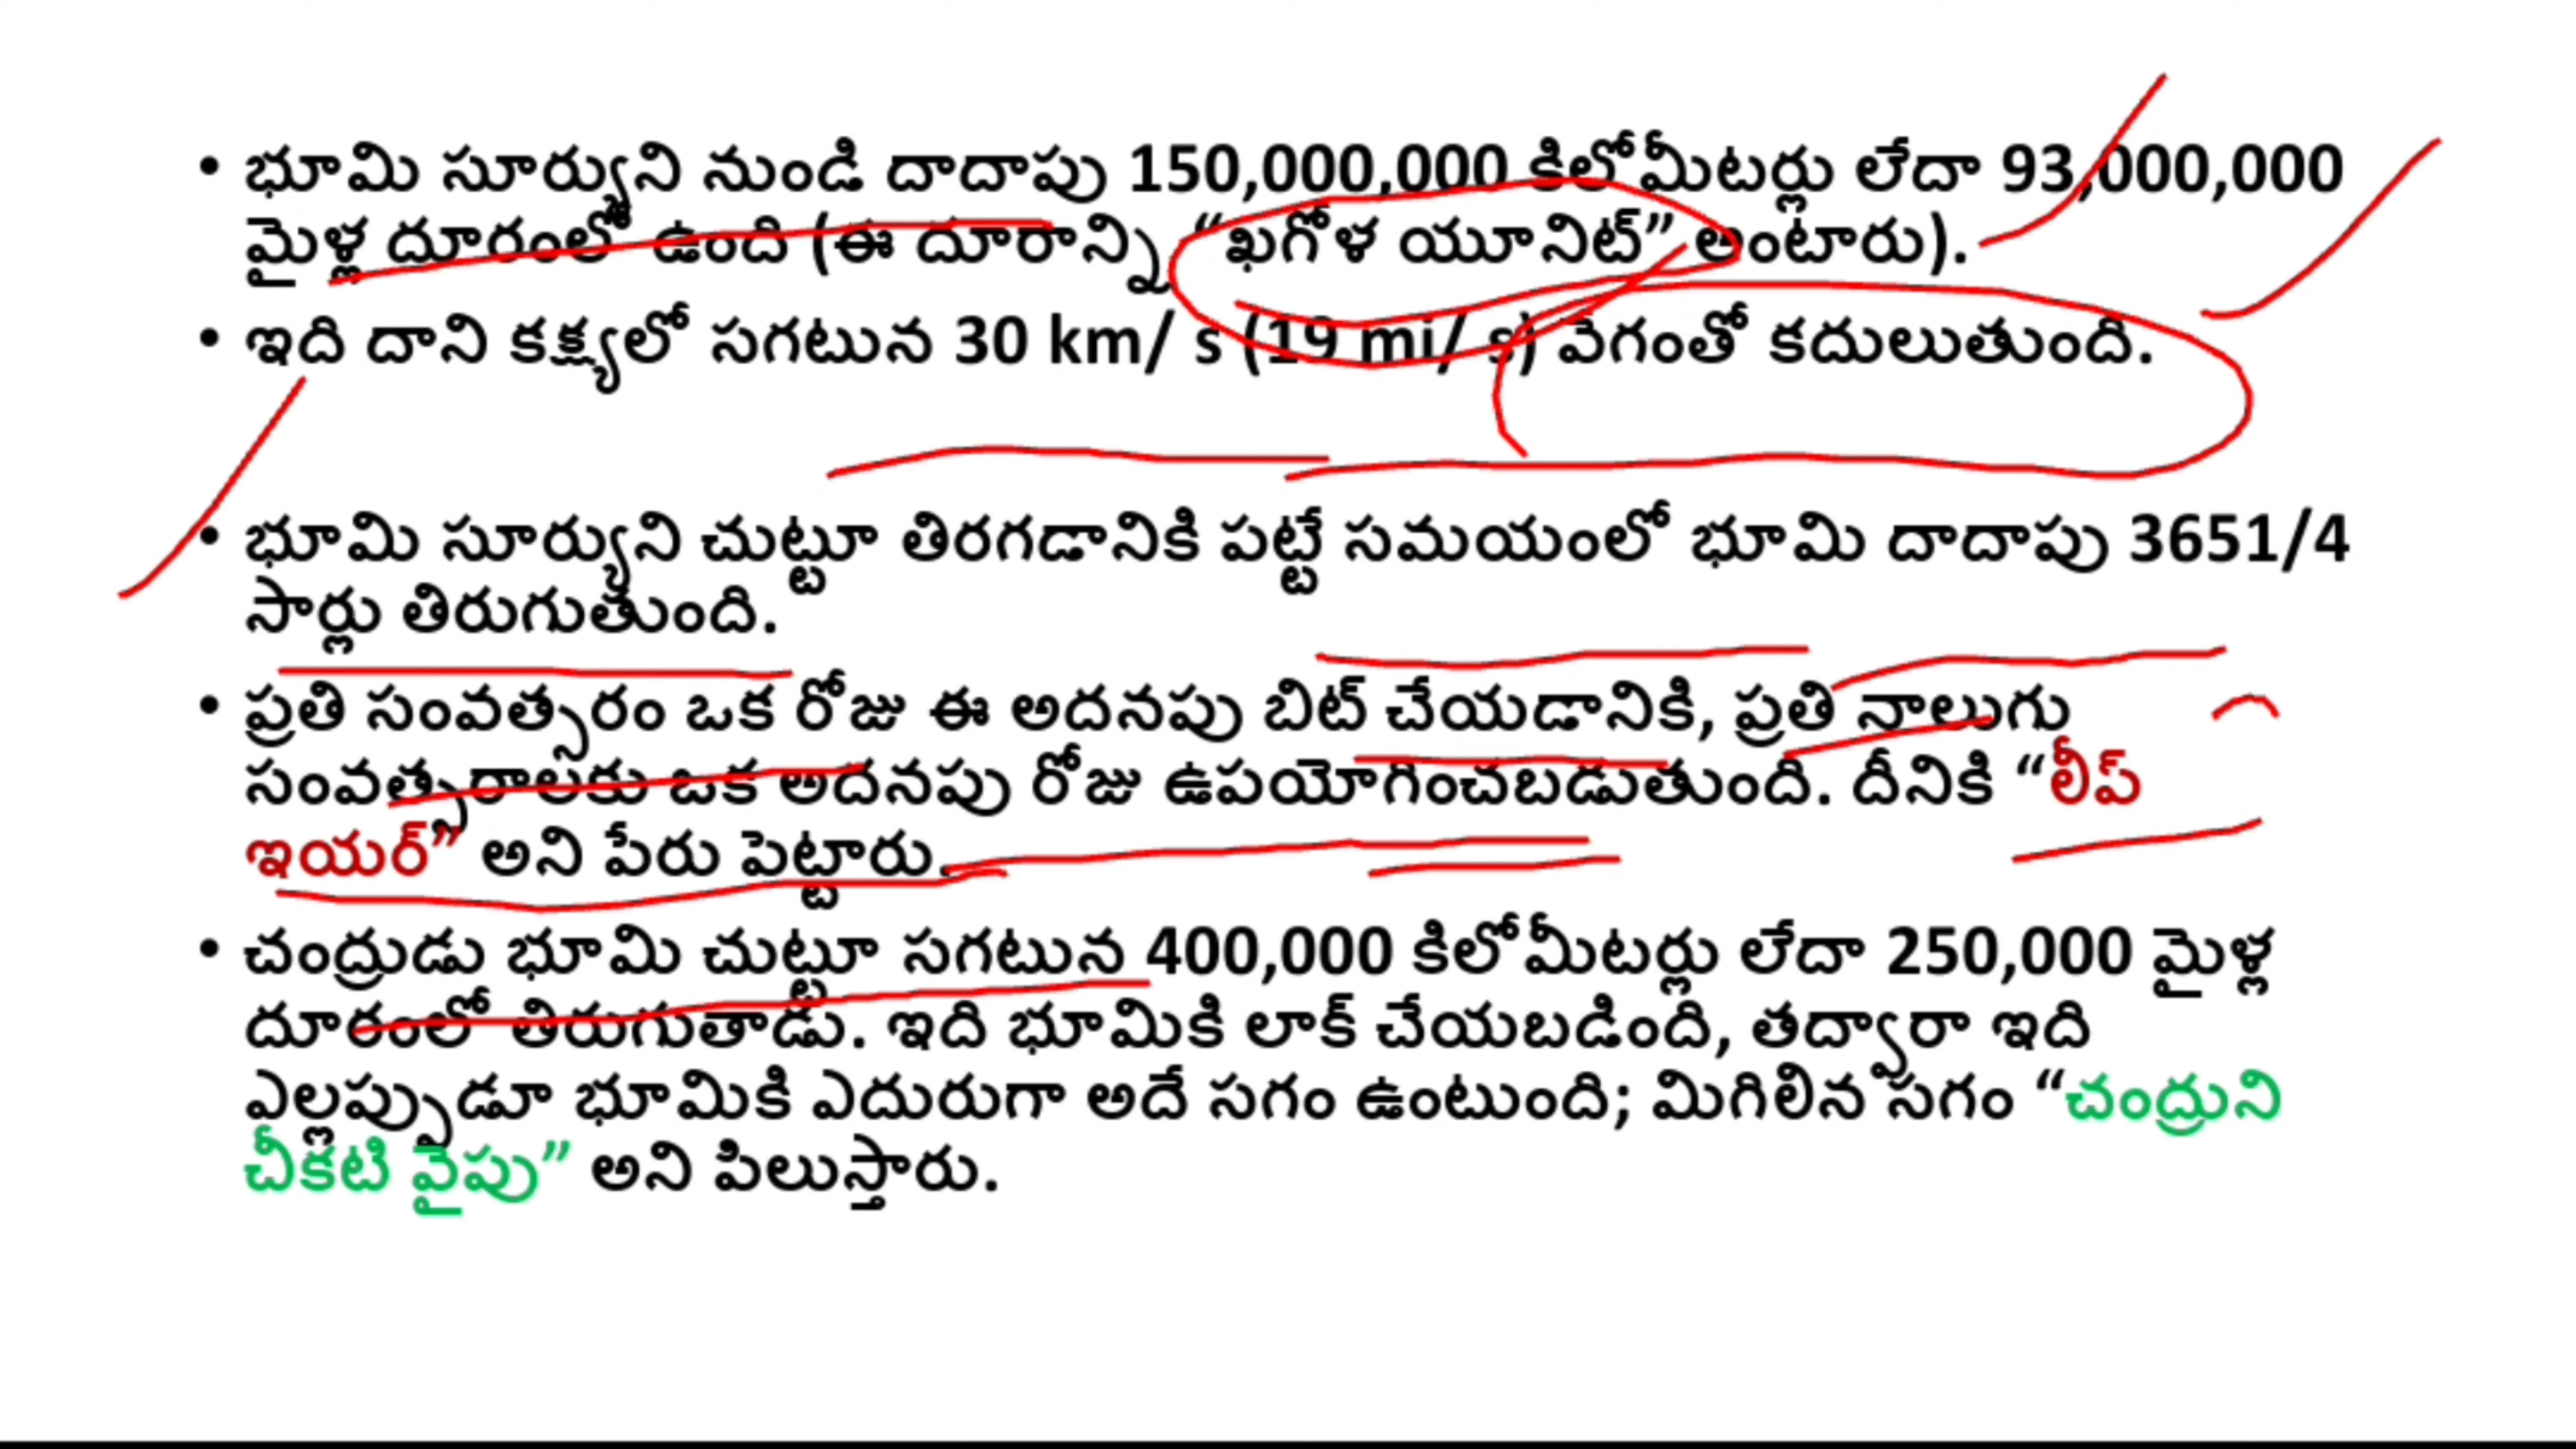 • భూమి సూర్యుని నుండి దాదాపు 150,000,000 కిలోమీటర్లు లేదా 93,000,000
మైళ్ల దూరంలో ఉంది (ఈ దూరాన్ని “ఖగోళ యూనిట్” అంటారు).
• ఇది దాని కక్ష్యలో సగటున 30 km/ s (19 mi/ s) వేగంతో కదులుతుంది.
• భూమి సూర్యుని చుట్టూ తిరగడానికి పట్టే సమయంలో భూమి దాదాపు 3651/4
సార్లు తిరుగుతుంది.
• ప్రతి సంవత్సరం ఒక రోజు ఈ అదనపు బిట్ చేయడానికి, ప్రతి నాలుగు
సంవత్సరాలకు ఒక అదనపు రోజు ఉపయోగించబడుతుంది. దీనికి “లీప్
ఇయర్” అని పేరు పెట్టారు.
• చంద్రుడు భూమి చుట్టూ సగటున 400,000 కిలోమీటర్లు లేదా 250,000 మైళ్ల
దూరంలో తిరుగుతాడు. ఇది భూమికి లాక్ చేయబడింది, తద్వారా ఇది
ఎల్లప్పుడూ భూమికి ఎదురుగా అదే సగం ఉంటుంది; మిగిలిన సగం “చంద్రుని
చీకటి వైపు” అని పిలుస్తారు.